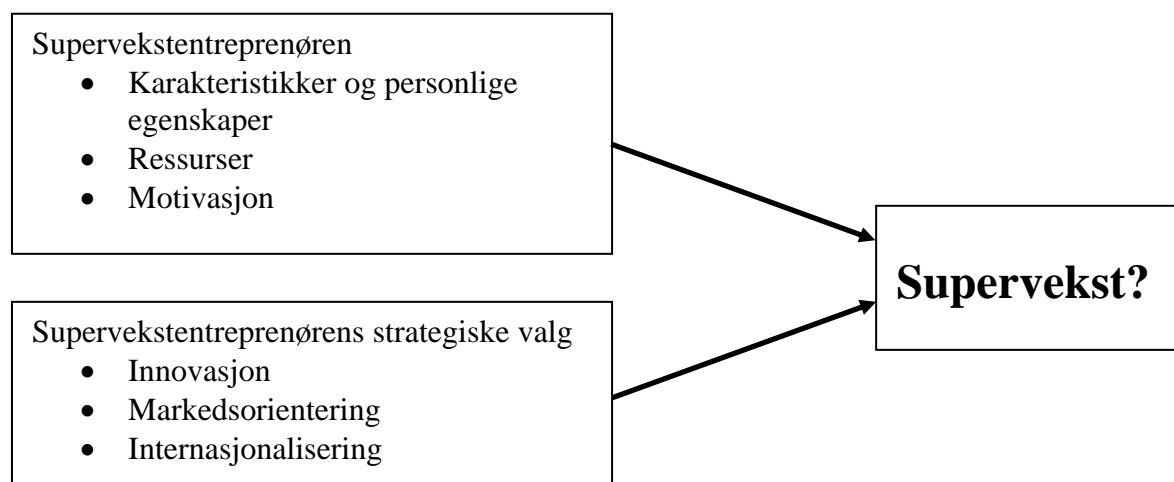 Supervekstentreprenøren
• Karakteristikker og personlige
egenskaper
• Ressurser
• Motivasjon
Supervekst?
Supervekstentreprenørens strategiske valg
• Innovasjon
• Markedsorientering
• Internasjonalisering